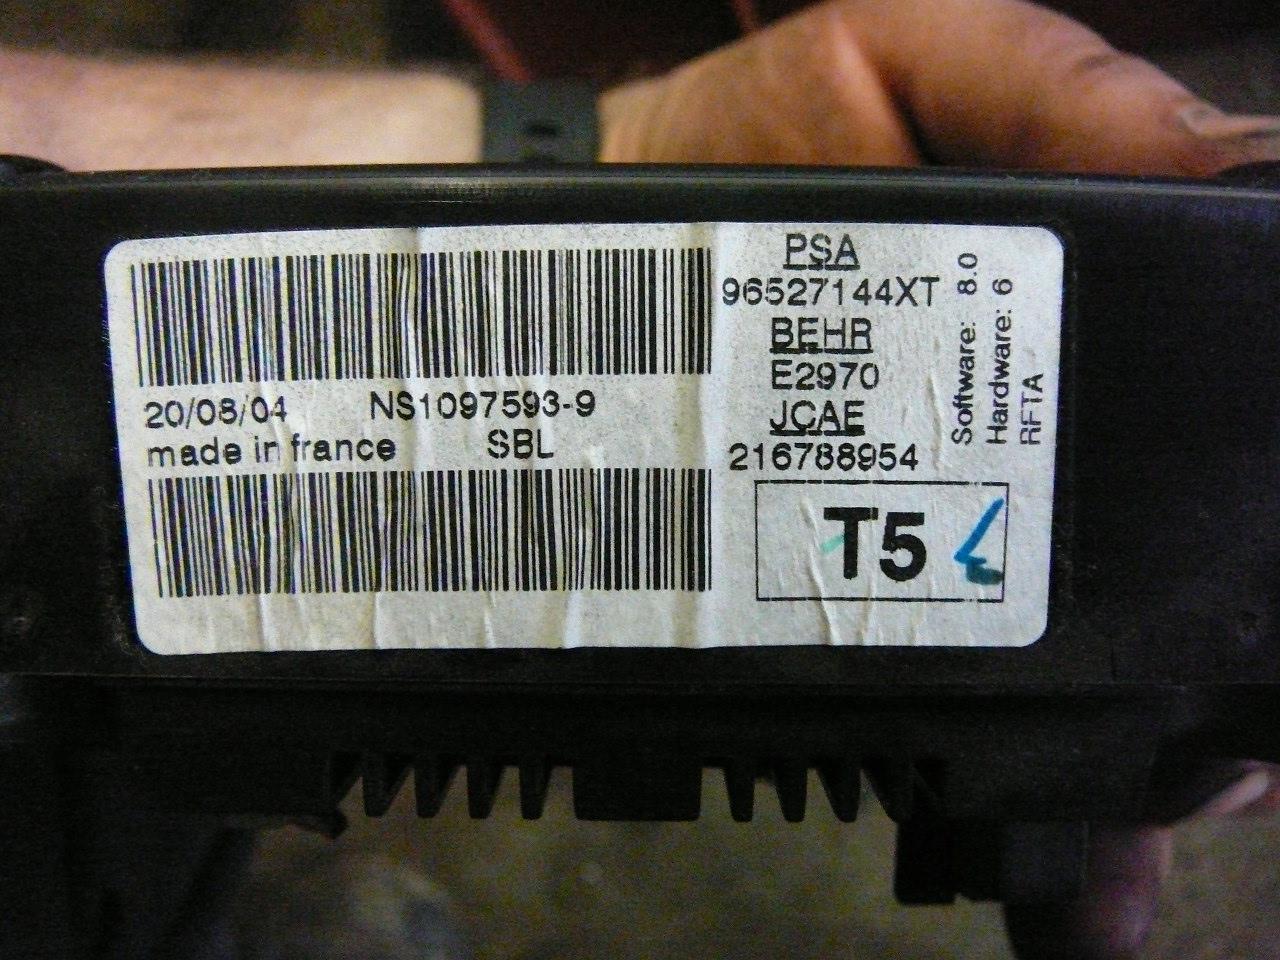 PSA
96527144XT
BEHR
E2970
JCAE
216788954
T5
Software: 8.0
Hardware: 6
RFTA
20/08/04 NS1097593-9
made in france SBL